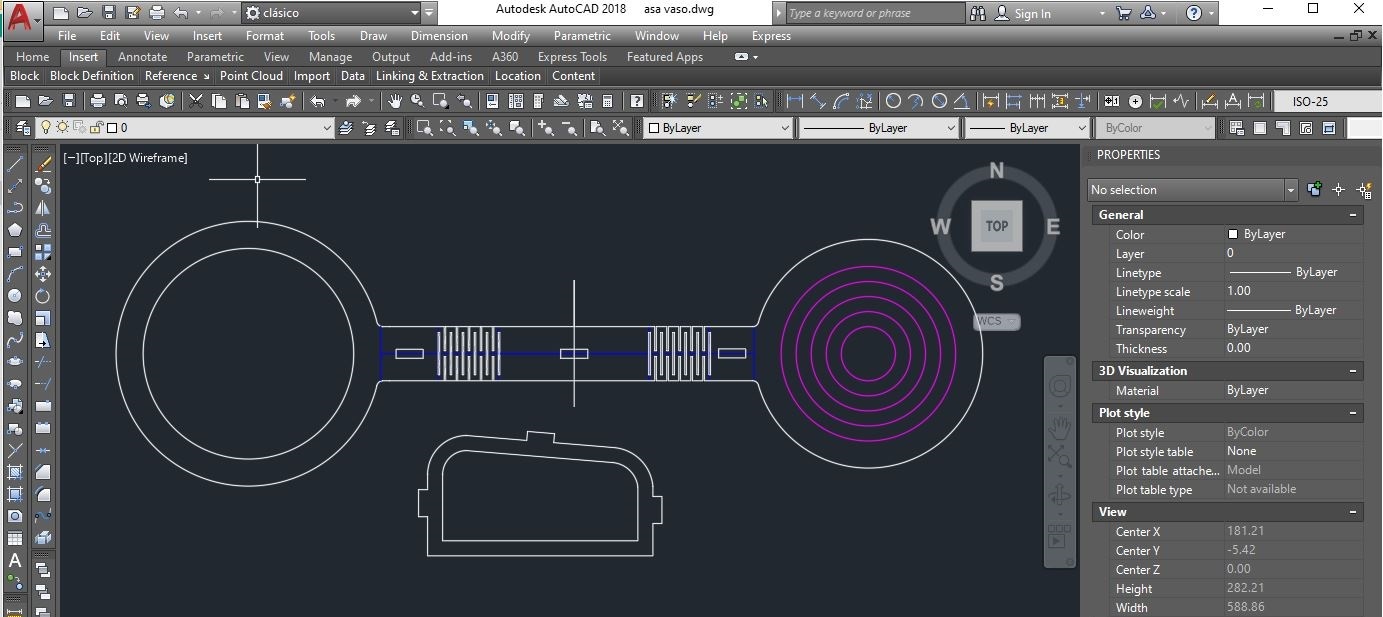 clásico
Autodesk AutoCAD 2018 asa vaso.dwg
Type a keyword or phrase
Sign In
File Edit View Insert Format Tools Draw Dimension Modify Parametric Window Help Express
Home Insert Annotate Parametric View Manage Output Add-ins A360 Express Tools Featured Apps
Block Block Definition Reference Point Cloud Import Data Linking & Extraction Location Content
ISO-25
0 ByLayer ByLayer ByLayer ByColor
[−][Top][2D Wireframe]
PROPERTIES
N
W TOP E
S
WCS
No selection
General
Color ByLayer
Layer 0
Linetype ByLayer
Linetype scale 1.00
Lineweight ByLayer
Transparency ByLayer
Thickness 0.00
3D Visualization
Material ByLayer
Plot style
Plot style ByColor
Plot style table None
Plot table attache... Model
Plot table type Not available
View
Center X 181.21
Center Y -5.42
Center Z 0.00
Height 282.21
Width 588.86
A